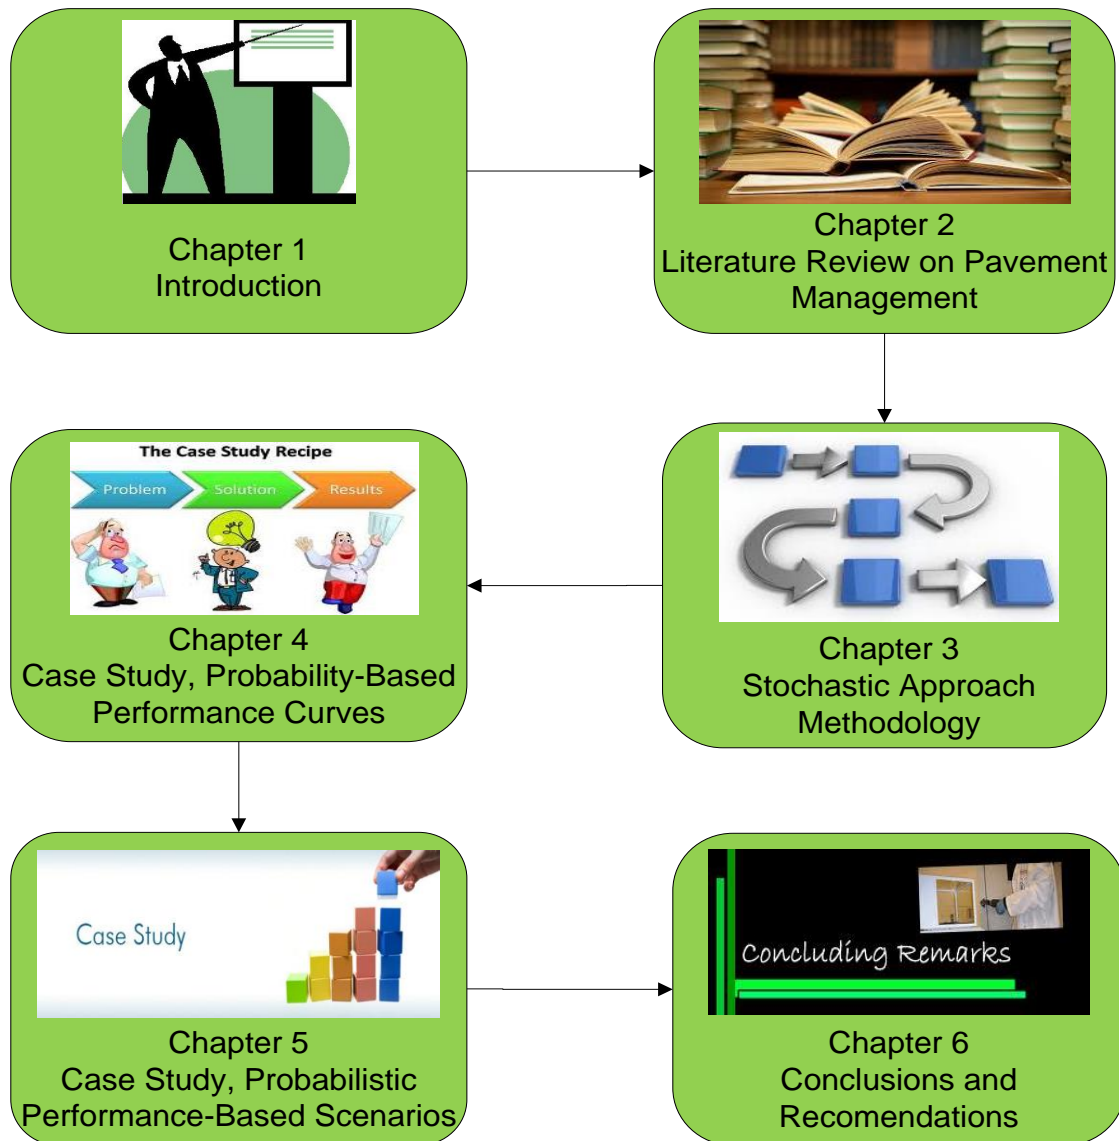 Chapter 1
Introduction
Chapter 2
Literature Review on Pavement
Management
The Case Study Recipe
Problem
Solution
Results
Chapter 4
Case Study, Probability-Based
Performance Curves
Chapter 3
Stochastic Approach
Methodology
Case Study
Chapter 5
Case Study, Probabilistic
Performance-Based Scenarios
Concluding Remarks
Chapter 6
Conclusions and
Recomendations